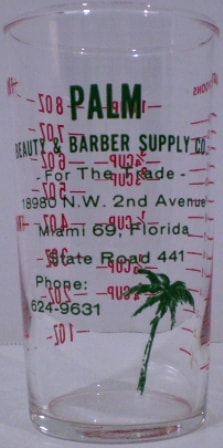 PALM
BEAUTY & BARBER SUPPLY CO.
- For The Trade -
18980 N.W. 2nd Avenue
Miami 69, Florida
State Road 441
Phone:
624-9631
8 OZ
7 OZ
6 OZ
5 OZ
4 OZ
3 OZ
2 OZ
1 OZ